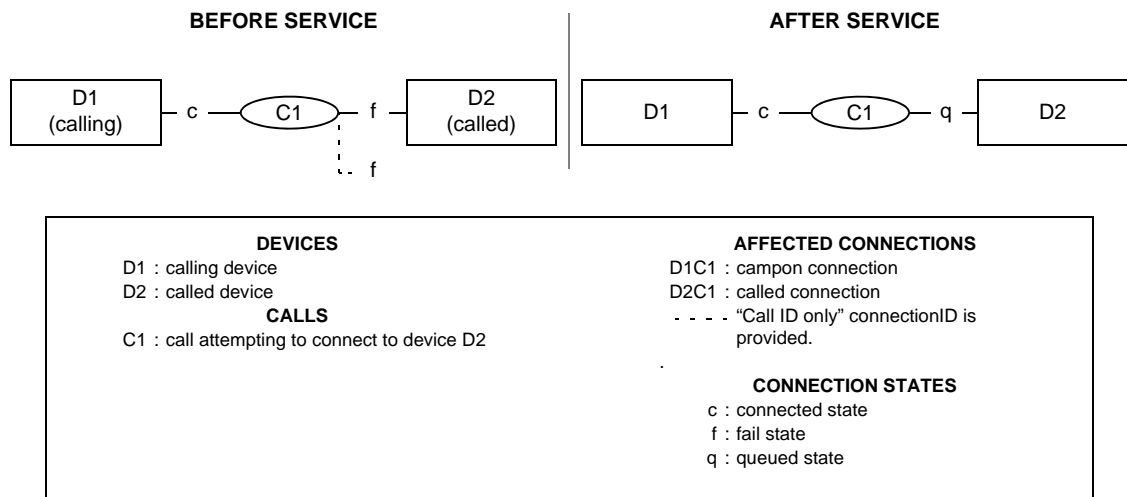 BEFORE SERVICE
AFTER SERVICE
D1
(calling)
c
C1
f
D2
(called)
f
D1
c
C1
q
D2
DEVICES
D1 : calling device
D2 : called device
CALLS
C1 : call attempting to connect to device D2
AFFECTED CONNECTIONS
D1C1 : campon connection
D2C1 : called connection
- - - - “Call ID only” connectionID is
provided.
.
CONNECTION STATES
c : connected state
f : fail state
q : queued state